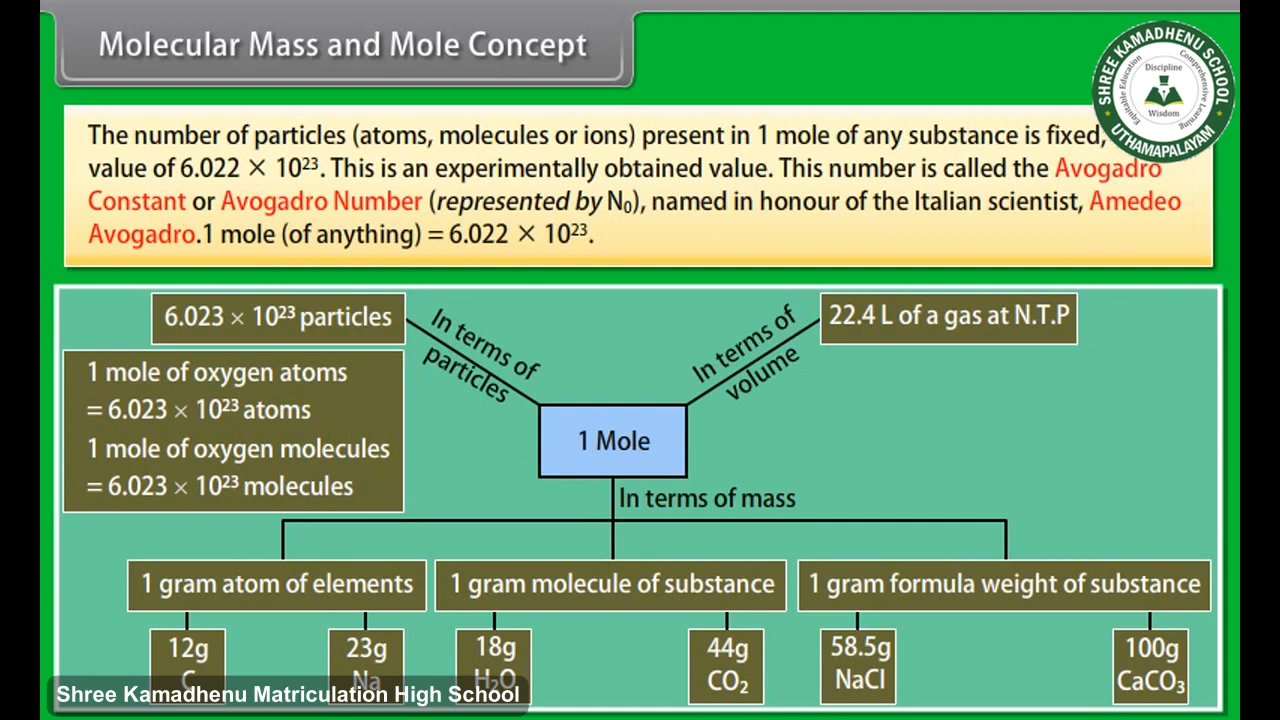 Molecular Mass and Mole Concept
SHREE KAMADHENU SCHOOL
Equitable Education
Discipline
Comprehensive Learning
Wisdom
UTHAMAPALAYAM
The number of particles (atoms, molecules or ions) present in 1 mole of any substance is fixed,
value of 6.022 × 10²³. This is an experimentally obtained value. This number is called the Avogadro
Constant or Avogadro Number (represented by N₀), named in honour of the Italian scientist, Amedeo
Avogadro.1 mole (of anything) = 6.022 × 10²³.
6.023 × 10²³ particles
In terms of
particles
In terms of
volume
22.4 L of a gas at N.T.P
1 mole of oxygen atoms
= 6.023 × 10²³ atoms
1 mole of oxygen molecules
= 6.023 × 10²³ molecules
1 Mole
In terms of mass
1 gram atom of elements
1 gram molecule of substance
1 gram formula weight of substance
12g
C
23g
Na
18g
H₂O
44g
CO₂
58.5g
NaCl
100g
CaCO₃
Shree Kamadhenu Matriculation High School